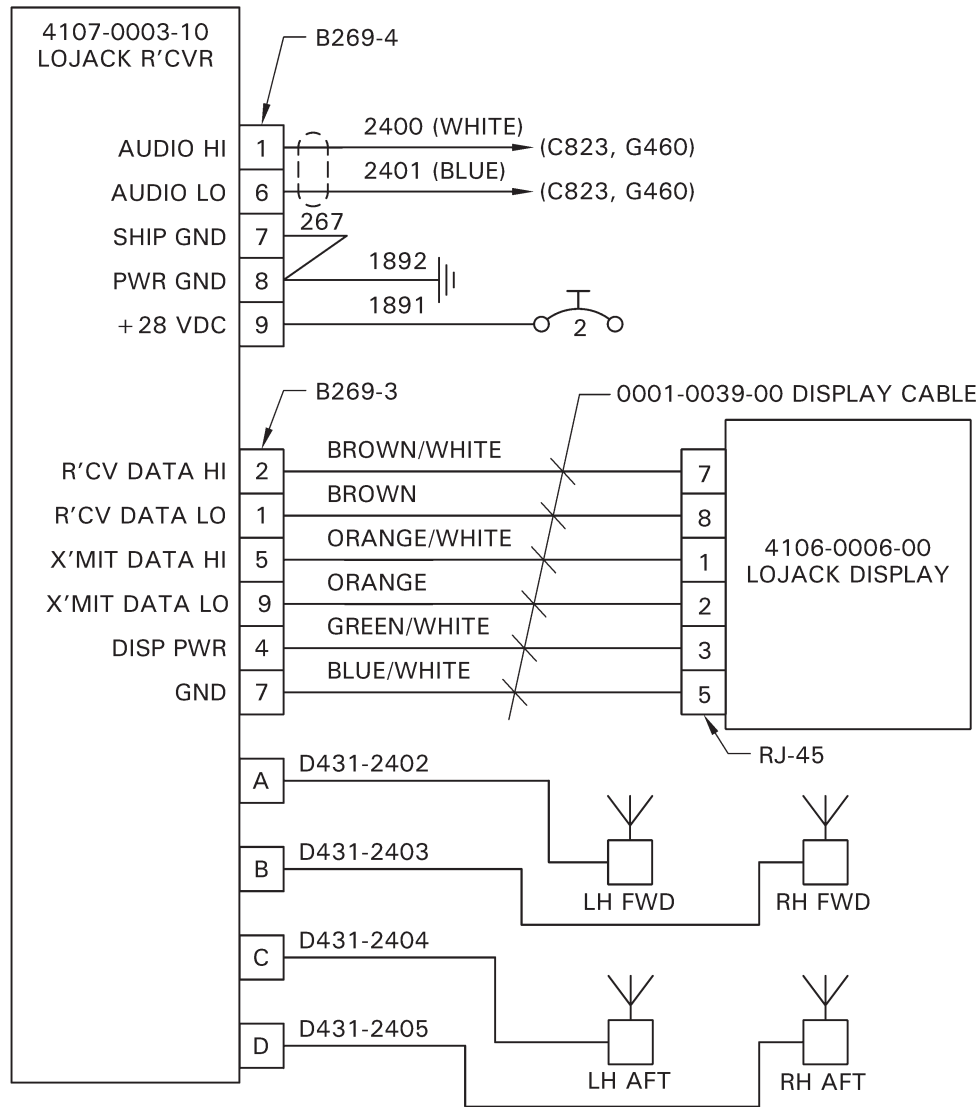 4107-0003-10
LOJACK R'CVR
B269-4
AUDIO HI 1 2400 (WHITE) (C823, G460)
AUDIO LO 6 2401 (BLUE) (C823, G460)
SHIP GND 7 267
PWR GND 8 1892
+28 VDC 9 1891 2
B269-3
0001-0039-00 DISPLAY CABLE
R'CV DATA HI 2 BROWN/WHITE 7
R'CV DATA LO 1 BROWN 8
X'MIT DATA HI 5 ORANGE/WHITE 1
X'MIT DATA LO 9 ORANGE 2
DISP PWR 4 GREEN/WHITE 3
GND 7 BLUE/WHITE 5
4106-0006-00
LOJACK DISPLAY
RJ-45
A D431-2402
B D431-2403
LH FWD RH FWD
C D431-2404
D D431-2405
LH AFT RH AFT